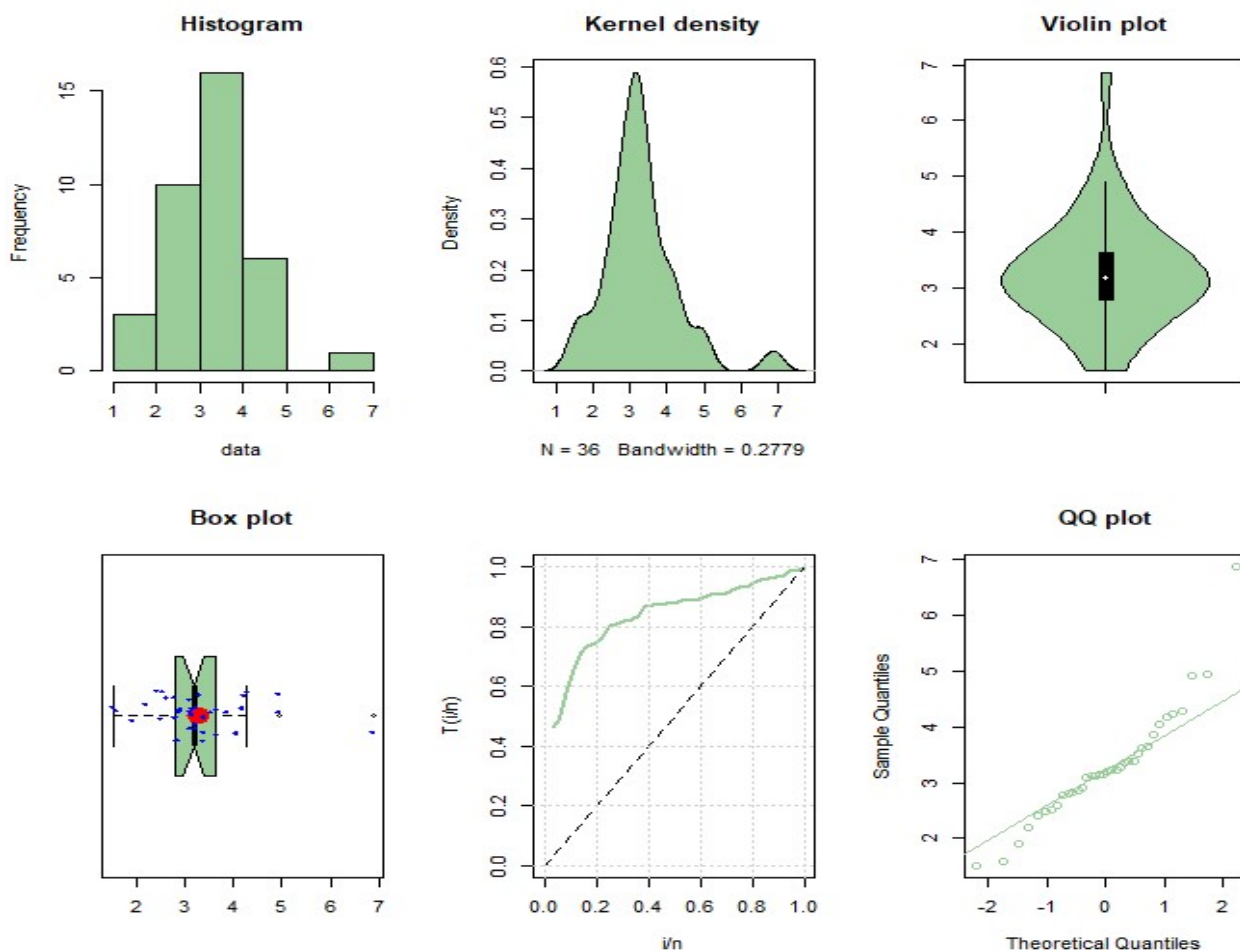 Histogram
Frequency
0
5
10
15
1 2 3 4 5 6 7
data
Kernel density
Density
0.0
0.1
0.2
0.3
0.4
0.5
0.6
1 2 3 4 5 6 7
N = 36 Bandwidth = 0.2779
Violin plot
2
3
4
5
6
7
Box plot
2 3 4 5 6 7
T(i/n)
0.0
0.2
0.4
0.6
0.8
1.0
0.0 0.2 0.4 0.6 0.8 1.0
i/n
QQ plot
Sample Quantiles
2
3
4
5
6
7
-2 -1 0 1 2
Theoretical Quantiles